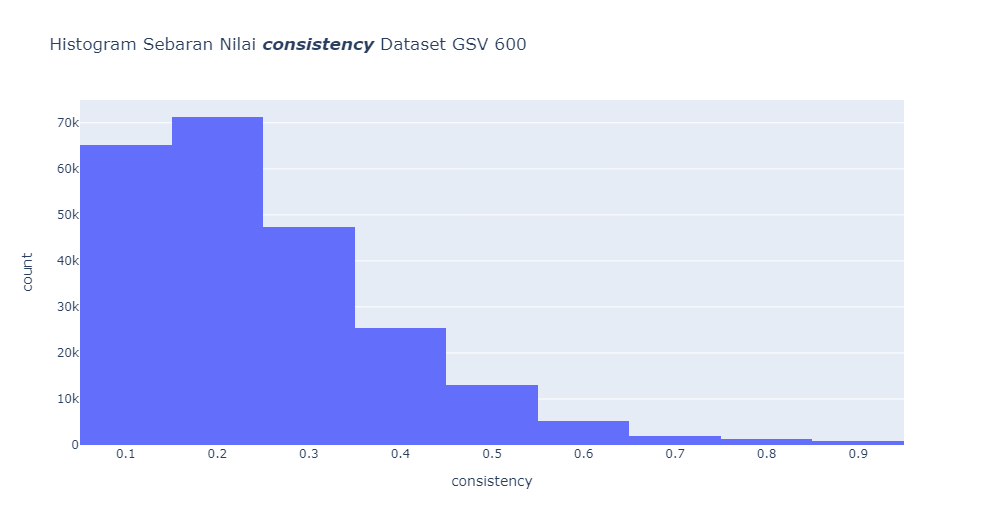 Histogram Sebaran Nilai consistency Dataset GSV 600
70k
60k
50k
40k
30k
20k
10k
0
count
0.1 0.2 0.3 0.4 0.5 0.6 0.7 0.8 0.9
consistency